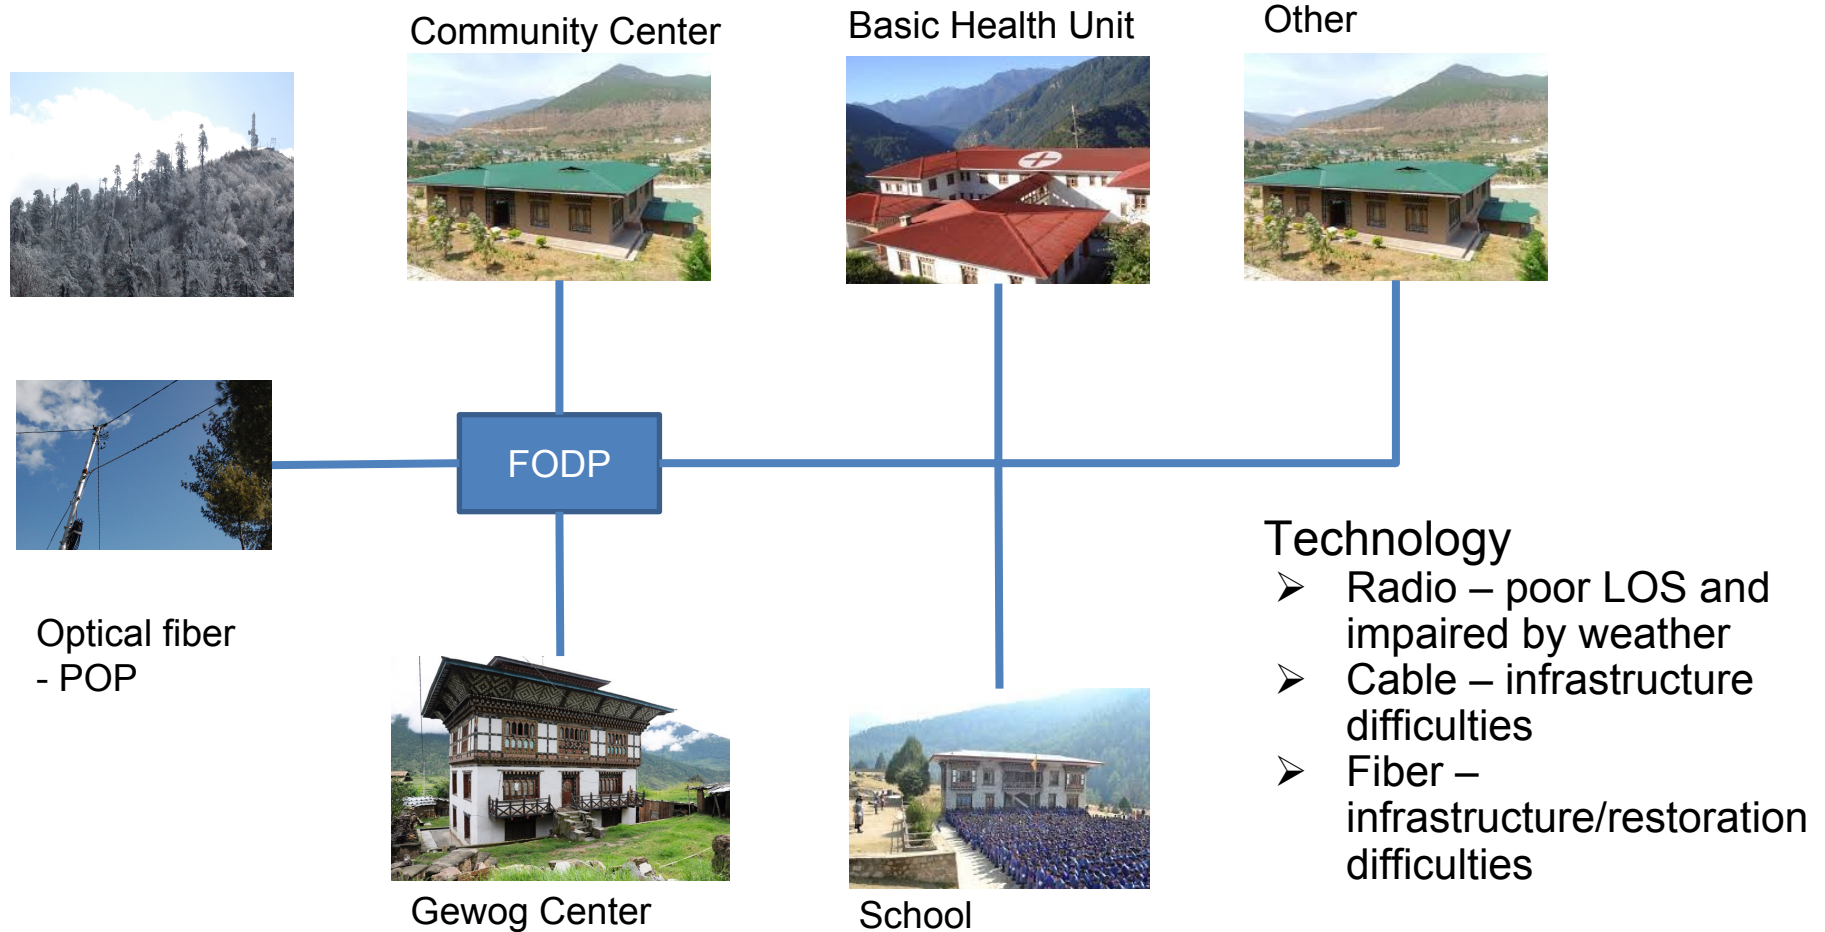 Community Center
Basic Health Unit
Other
FODP
Optical fiber
- POP
Technology
➢ Radio – poor LOS and
impaired by weather
➢ Cable – infrastructure
difficulties
➢ Fiber –
infrastructure/restoration
difficulties
Gewog Center
School